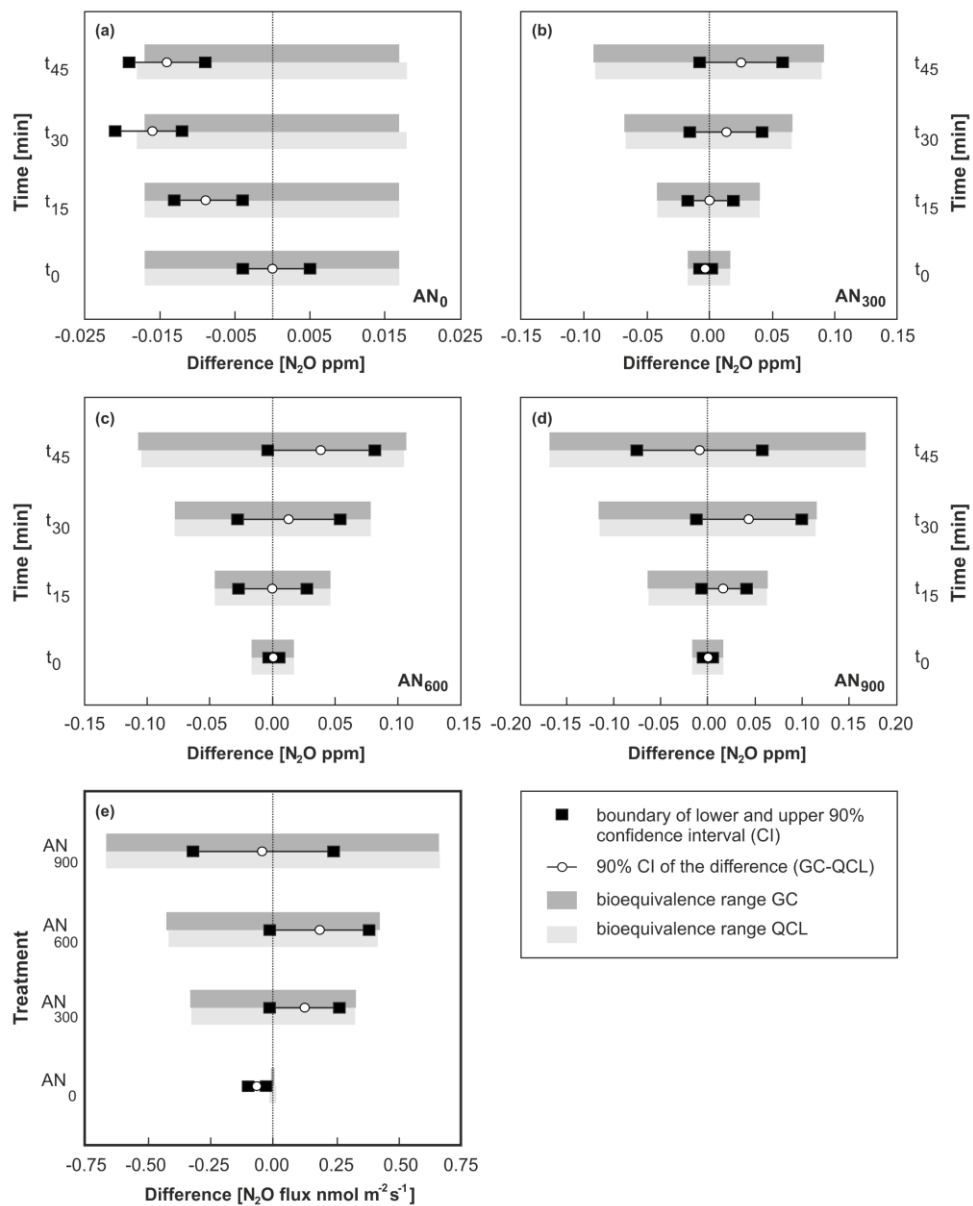 (a)
Time [min]
t45
t30
t15
t0
AN0
-0.025
-0.015
-0.005
0.005
0.015
0.025
Difference [N2O ppm]
(b)
t45
t30
t15
t0
Time [min]
AN300
-0.15
-0.10
-0.05
0.00
0.05
0.10
0.15
Difference [N2O ppm]
(c)
Time [min]
t45
t30
t15
t0
AN600
-0.15
-0.10
-0.05
0.00
0.05
0.10
0.15
Difference [N2O ppm]
(d)
t45
t30
t15
t0
Time [min]
AN900
-0.20
-0.15
-0.10
-0.05
0.00
0.05
0.10
0.15
0.20
Difference [N2O ppm]
(e)
Treatment
AN
900
AN
600
AN
300
AN
0
-0.75
-0.50
-0.25
0.00
0.25
0.50
0.75
Difference [N2O flux nmol m⁻²s⁻¹]
boundary of lower and upper 90%
confidence interval (CI)
90% CI of the difference (GC-QCL)
bioequivalence range GC
bioequivalence range QCL